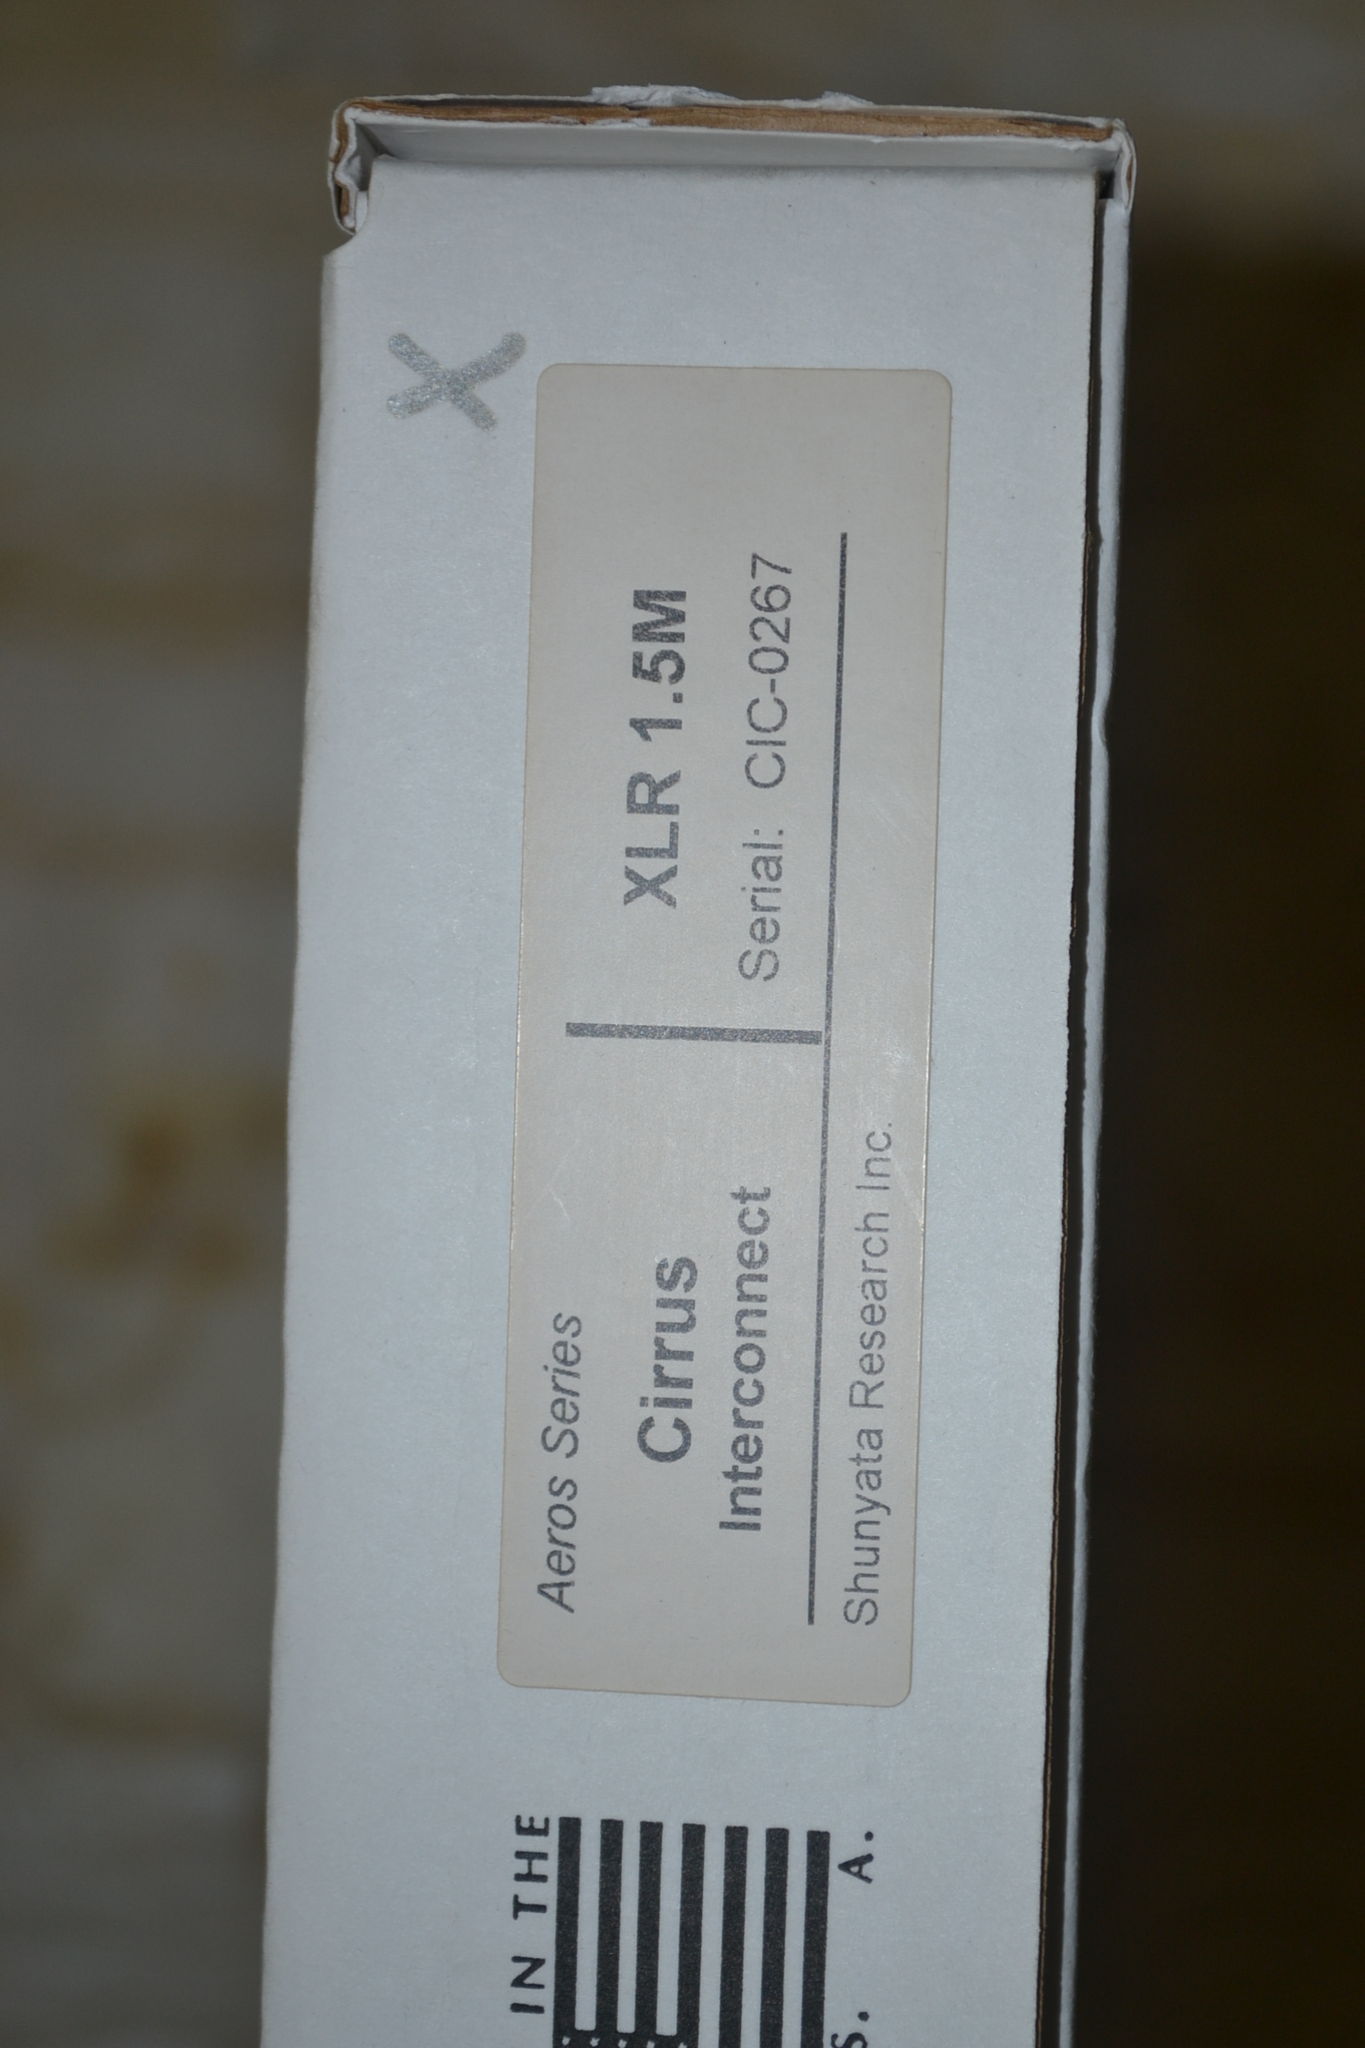 Aeros Series
Cirrus
XLR 1.5M
Interconnect
Serial: CIC-0267
Shunyata Research Inc.
X
IN THE
S. A.